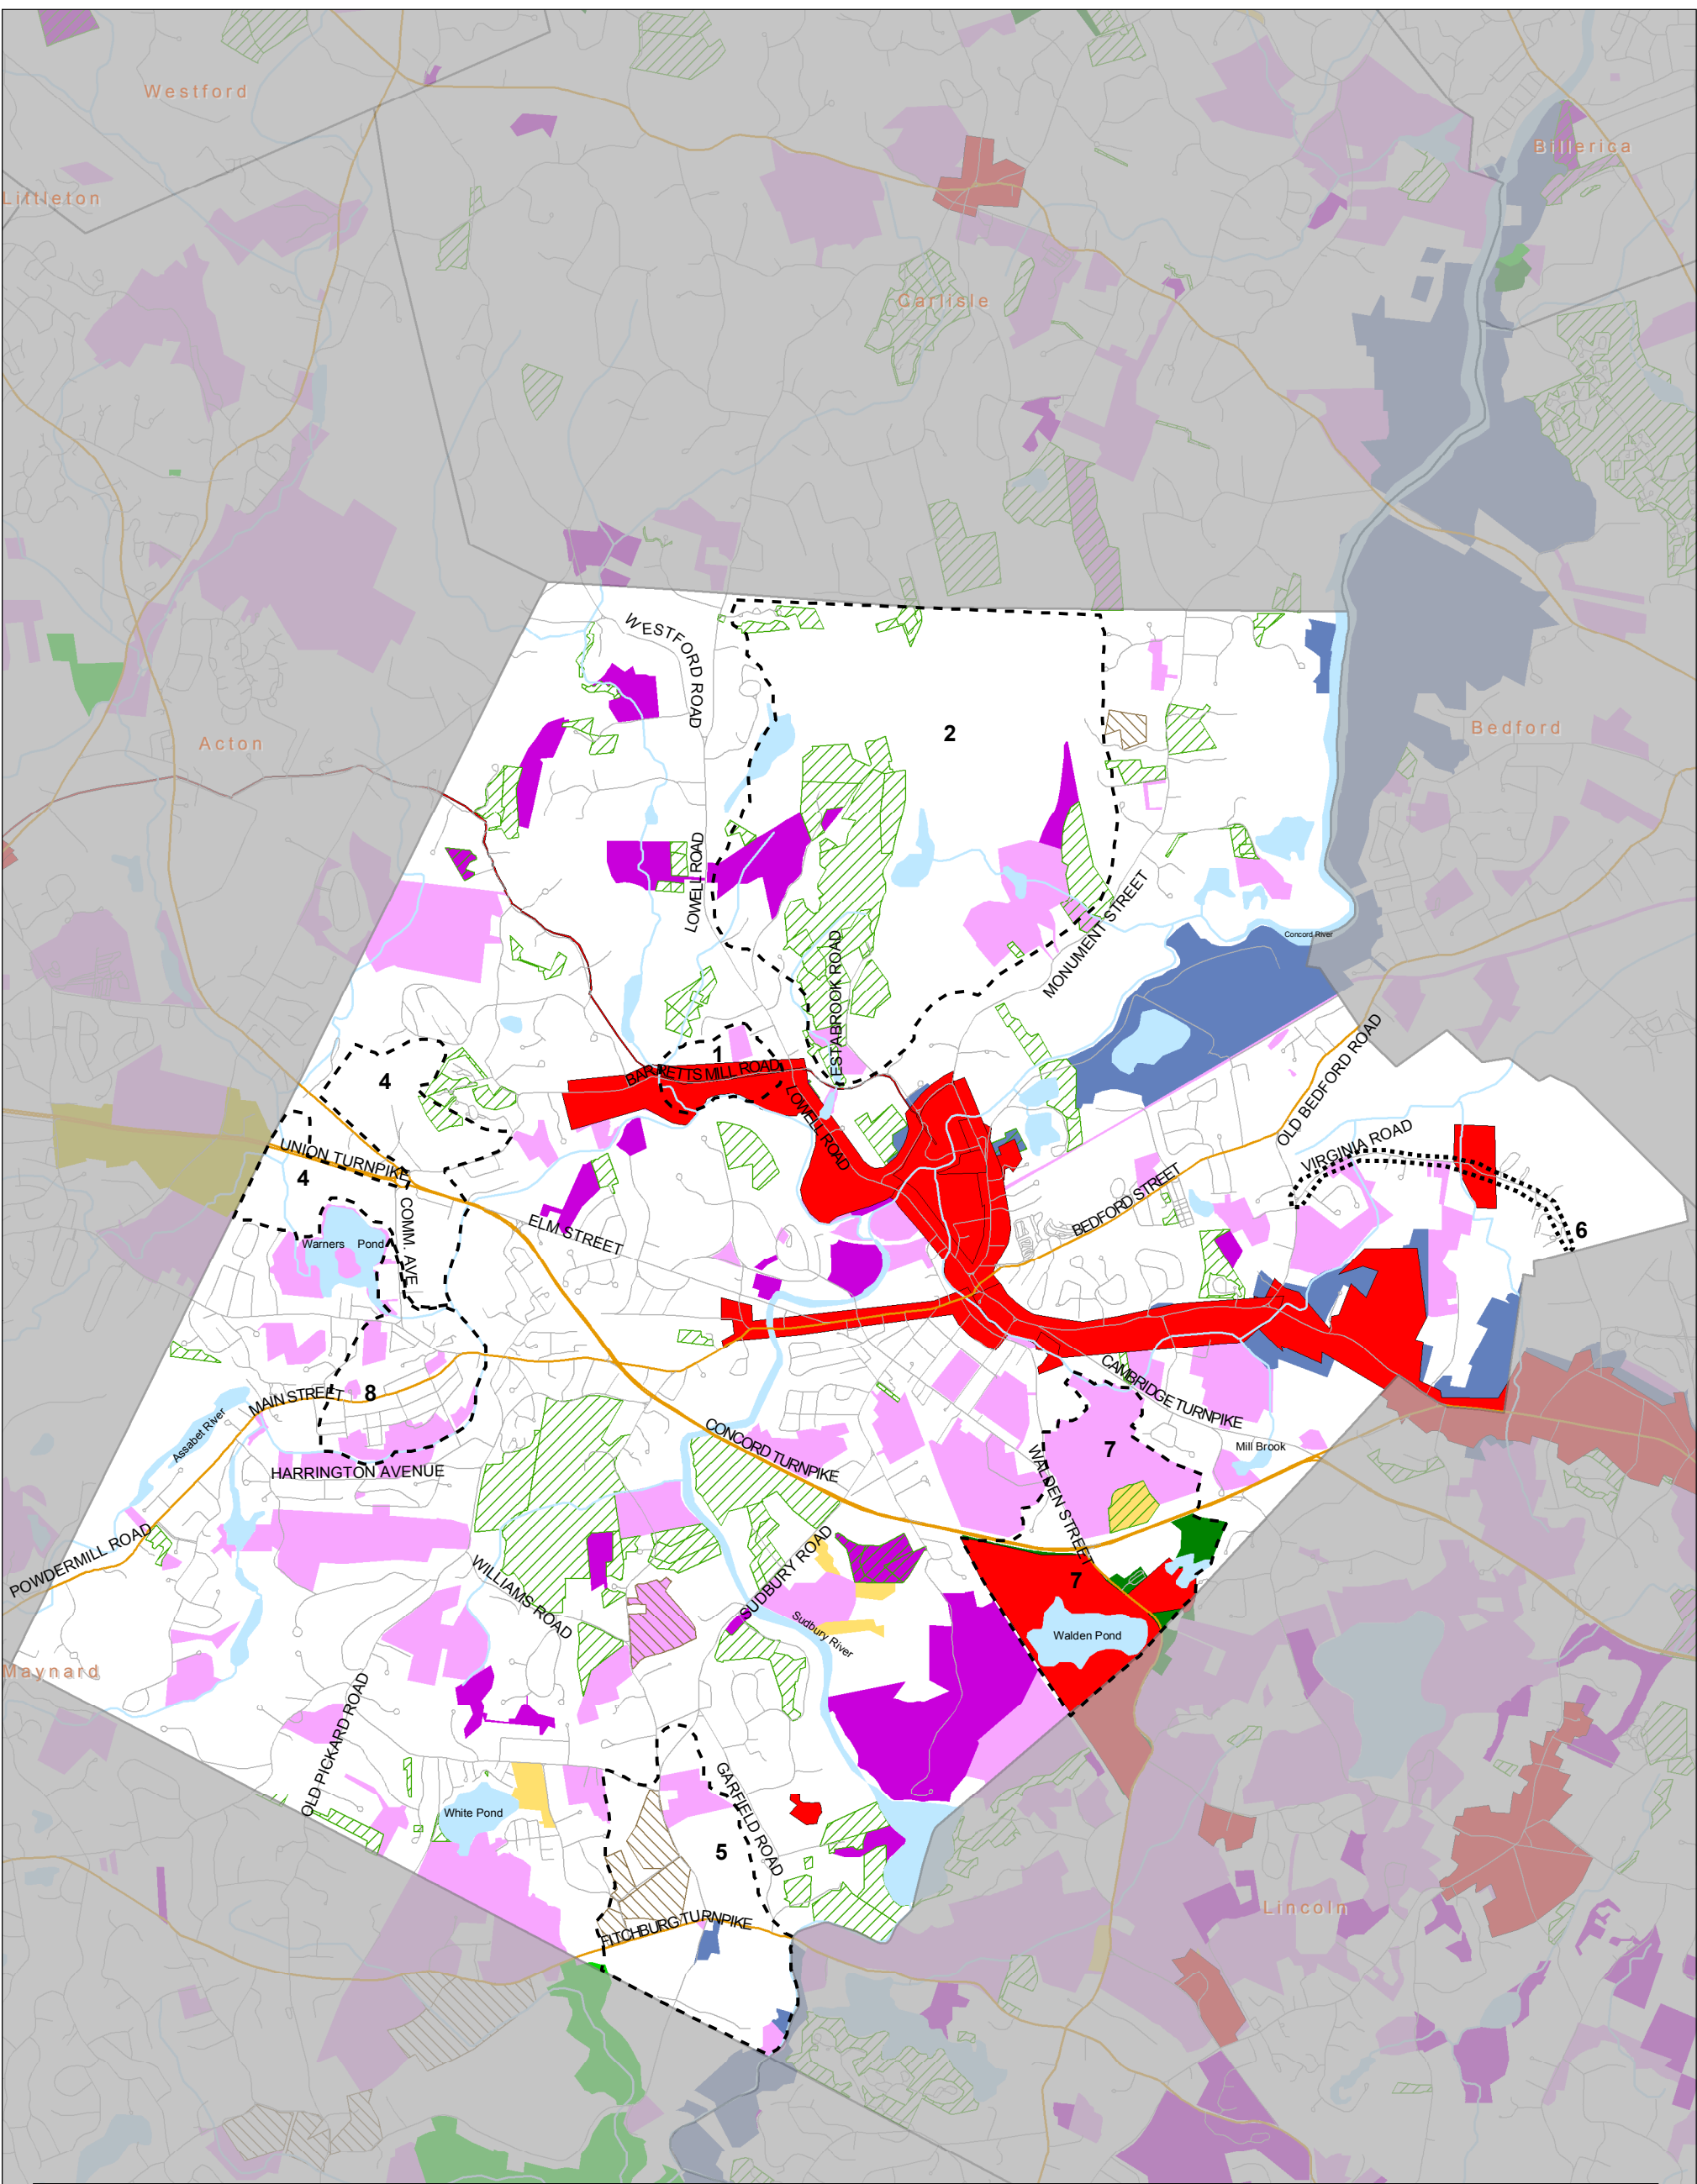 Westford
Billerica
Littleton
Carlisle
WESTFORD ROAD
Acton
2
Bedford
LOWELL ROAD
MONUMENT STREET
Concord River
ESTABROOK ROAD
1
BARRETTS MILL ROAD
4
OLD BEDFORD ROAD
LOWELL ROAD
VIRGINIA ROAD
UNION TURNPIKE
4
BEDFORD STREET
6
COMM. AVE
ELM STREET
Warners Pond
CAMBRIDGE TURNPIKE
MAIN STREET
8
Assabet River
CONCORD TURNPIKE
7
Mill Brook
HARRINGTON AVENUE
WALDEN STREET
POWDERMILL ROAD
SUDBURY ROAD
7
WILLIAMS ROAD
Sudbury River
Walden Pond
Maynard
OLD PICKARD ROAD
GARFIELD ROAD
White Pond
5
Lincoln
FITCHBURG TURNPIKE